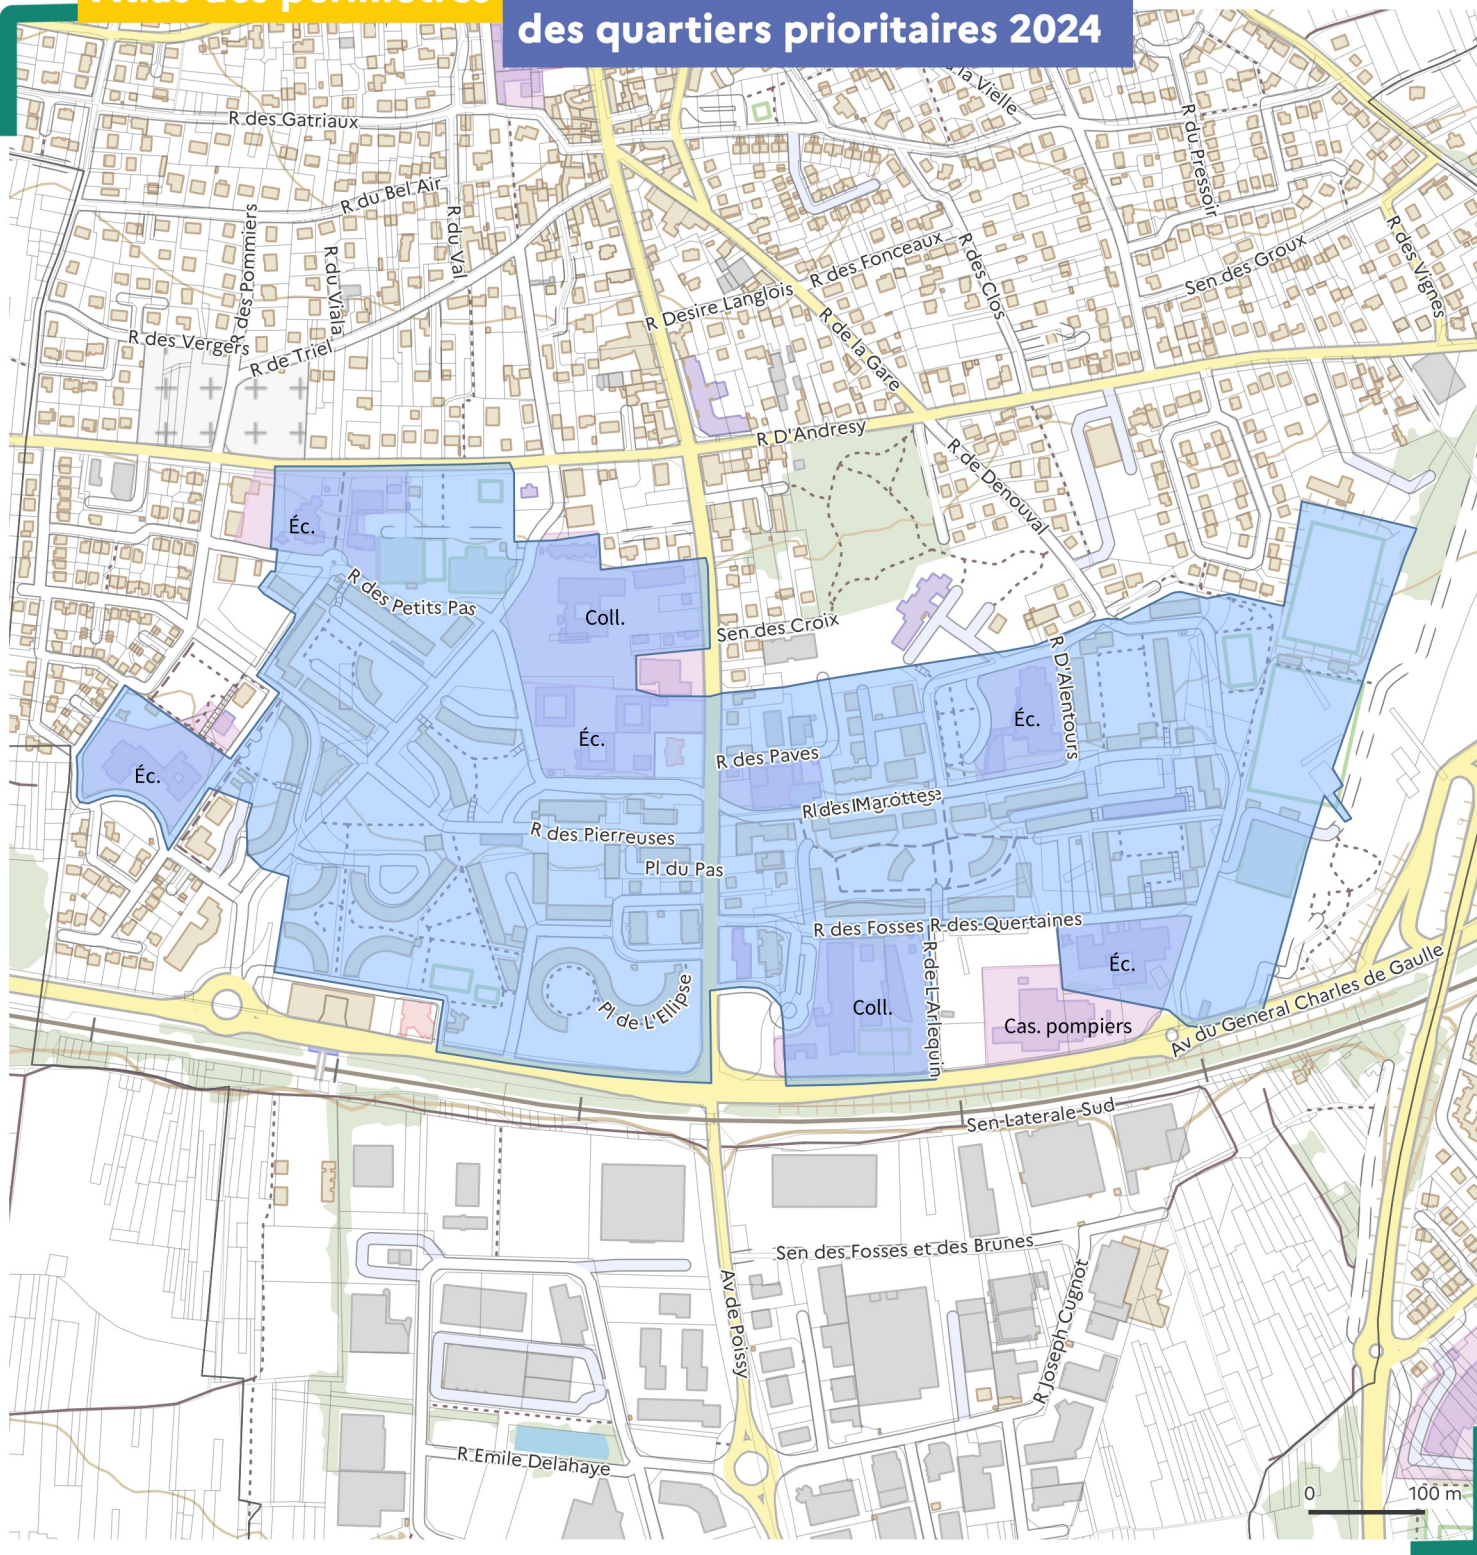 Atlas des périmètres
des quartiers prioritaires 2024
à la Vielle
R des Gatriaux
R du Pressoir
R du Bel Air
R des Pommiers
R du Val
R du Viala
R des Fonceaux
R des Clos
Sen des Groux
R des Vignes
R Desire Langlois
R des Vergers
R de Triel
R de la Gare
R D'Andresy
R de Denouval
Éc.
R des Petits Pas
Coll.
Sen des Croix
R D'Alentours
Éc.
Éc.
Éc.
R des Paves
R des Marottes
R des Pierreuses
Pl du Pas
R des Fosses
R des Quertaines
R de L'Arlequin
Éc.
Pl de L'Ellipse
Coll.
Cas. pompiers
Av du General Charles de Gaulle
Sen Laterale Sud
Sen des Fosses et des Brunes
Av de Poissy
R Joseph Cugnot
R Emile Delahaye
0 100 m